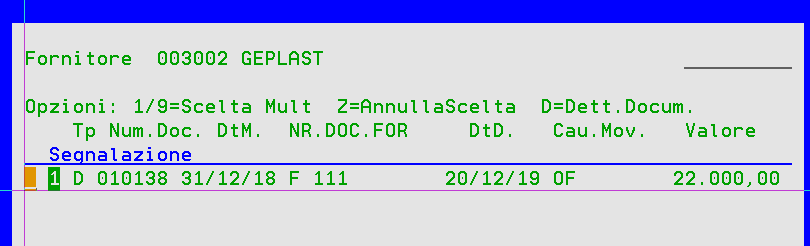 Fornitore 003002 GEPLAST
Opzioni: 1/9=Scelta Mult Z=AnnullaScelta D=Dett.Docum.
Tp Num.Doc. DtM. NR.DOC.FOR DtD. Cau.Mov. Valore
Segnalazione
1 D 010138 31/12/18 F 111 20/12/19 OF 22.000,00